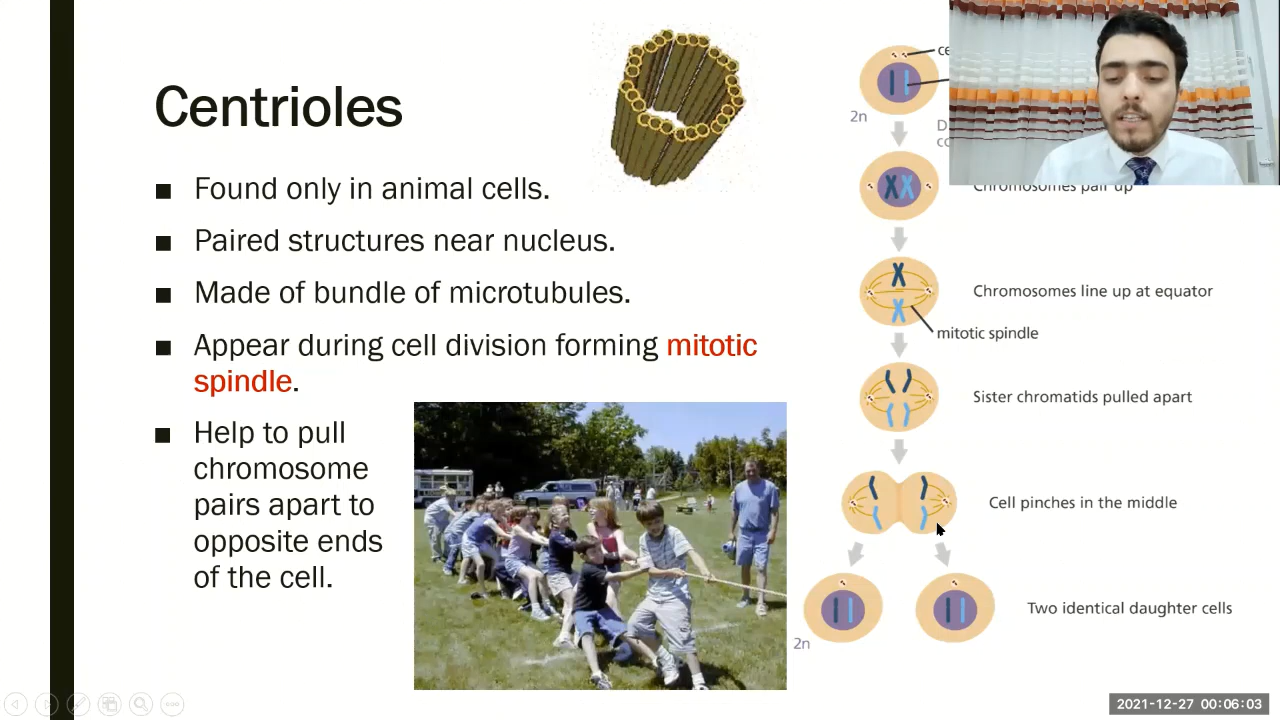 Centrioles
■ Found only in animal cells.
■ Paired structures near nucleus.
■ Made of bundle of microtubules.
■ Appear during cell division forming mitotic
spindle.
■ Help to pull
chromosome
pairs apart to
opposite ends
of the cell.
2n
Chromosomes pair up
Chromosomes line up at equator
mitotic spindle
Sister chromatids pulled apart
Cell pinches in the middle
Two identical daughter cells
2n
2021-12-27 00:06:03